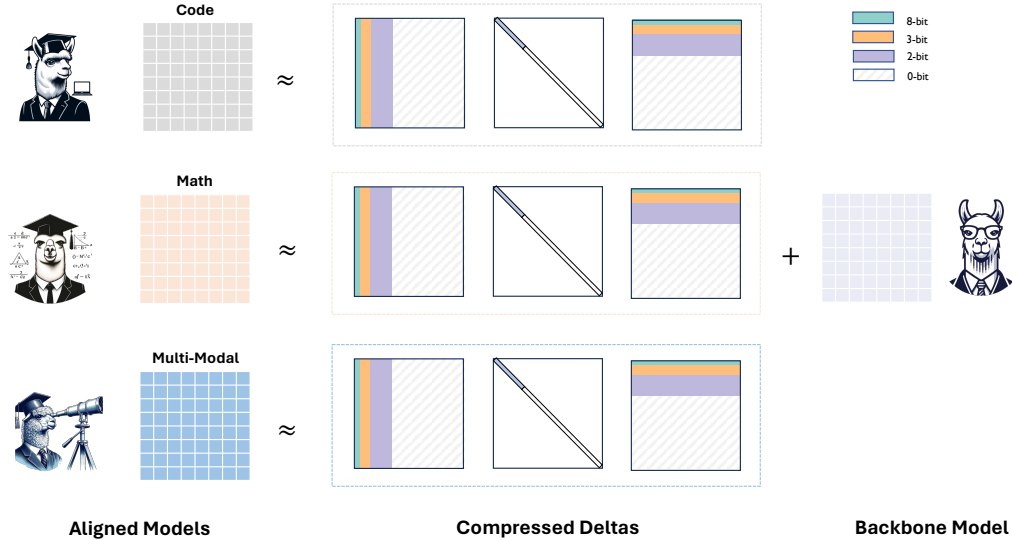 Code
≈
8-bit
3-bit
2-bit
0-bit
Math
≈
+
Multi-Modal
≈
Aligned Models
Compressed Deltas
Backbone Model